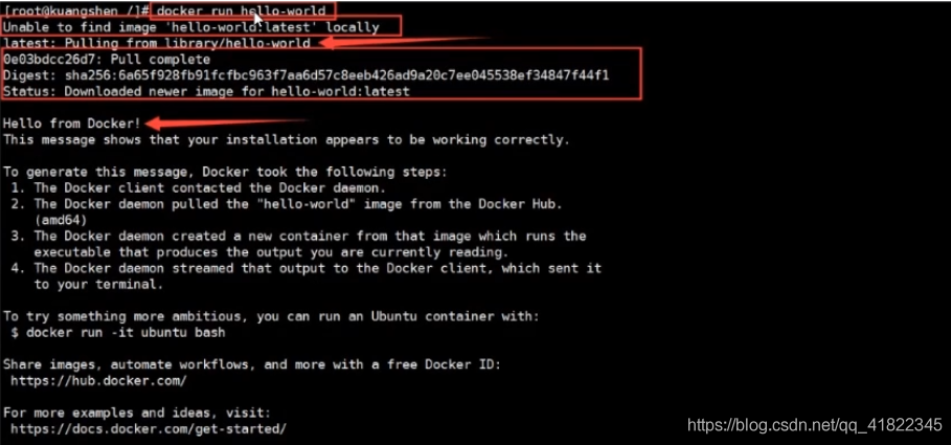 [root@kuangshen /]# docker run hello-world
Unable to find image 'hello-world:latest' locally
latest: Pulling from library/hello-world
0e03bdcc26d7: Pull complete
Digest: sha256:6a65f928fb91fcfbc963f7aa6d57c8eeb426ad9a20c7ee045538ef34847f44f1
Status: Downloaded newer image for hello-world:latest
Hello from Docker!
This message shows that your installation appears to be working correctly.
To generate this message, Docker took the following steps:
1. The Docker client contacted the Docker daemon.
2. The Docker daemon pulled the "hello-world" image from the Docker Hub.
(amd64)
3. The Docker daemon created a new container from that image which runs the
executable that produces the output you are currently reading.
4. The Docker daemon streamed that output to the Docker client, which sent it
to your terminal.
To try something more ambitious, you can run an Ubuntu container with:
$ docker run -it ubuntu bash
Share images, automate workflows, and more with a free Docker ID:
https://hub.docker.com/
For more examples and ideas, visit:
https://docs.docker.com/get-started/
https://blog.csdn.net/qq_41822345